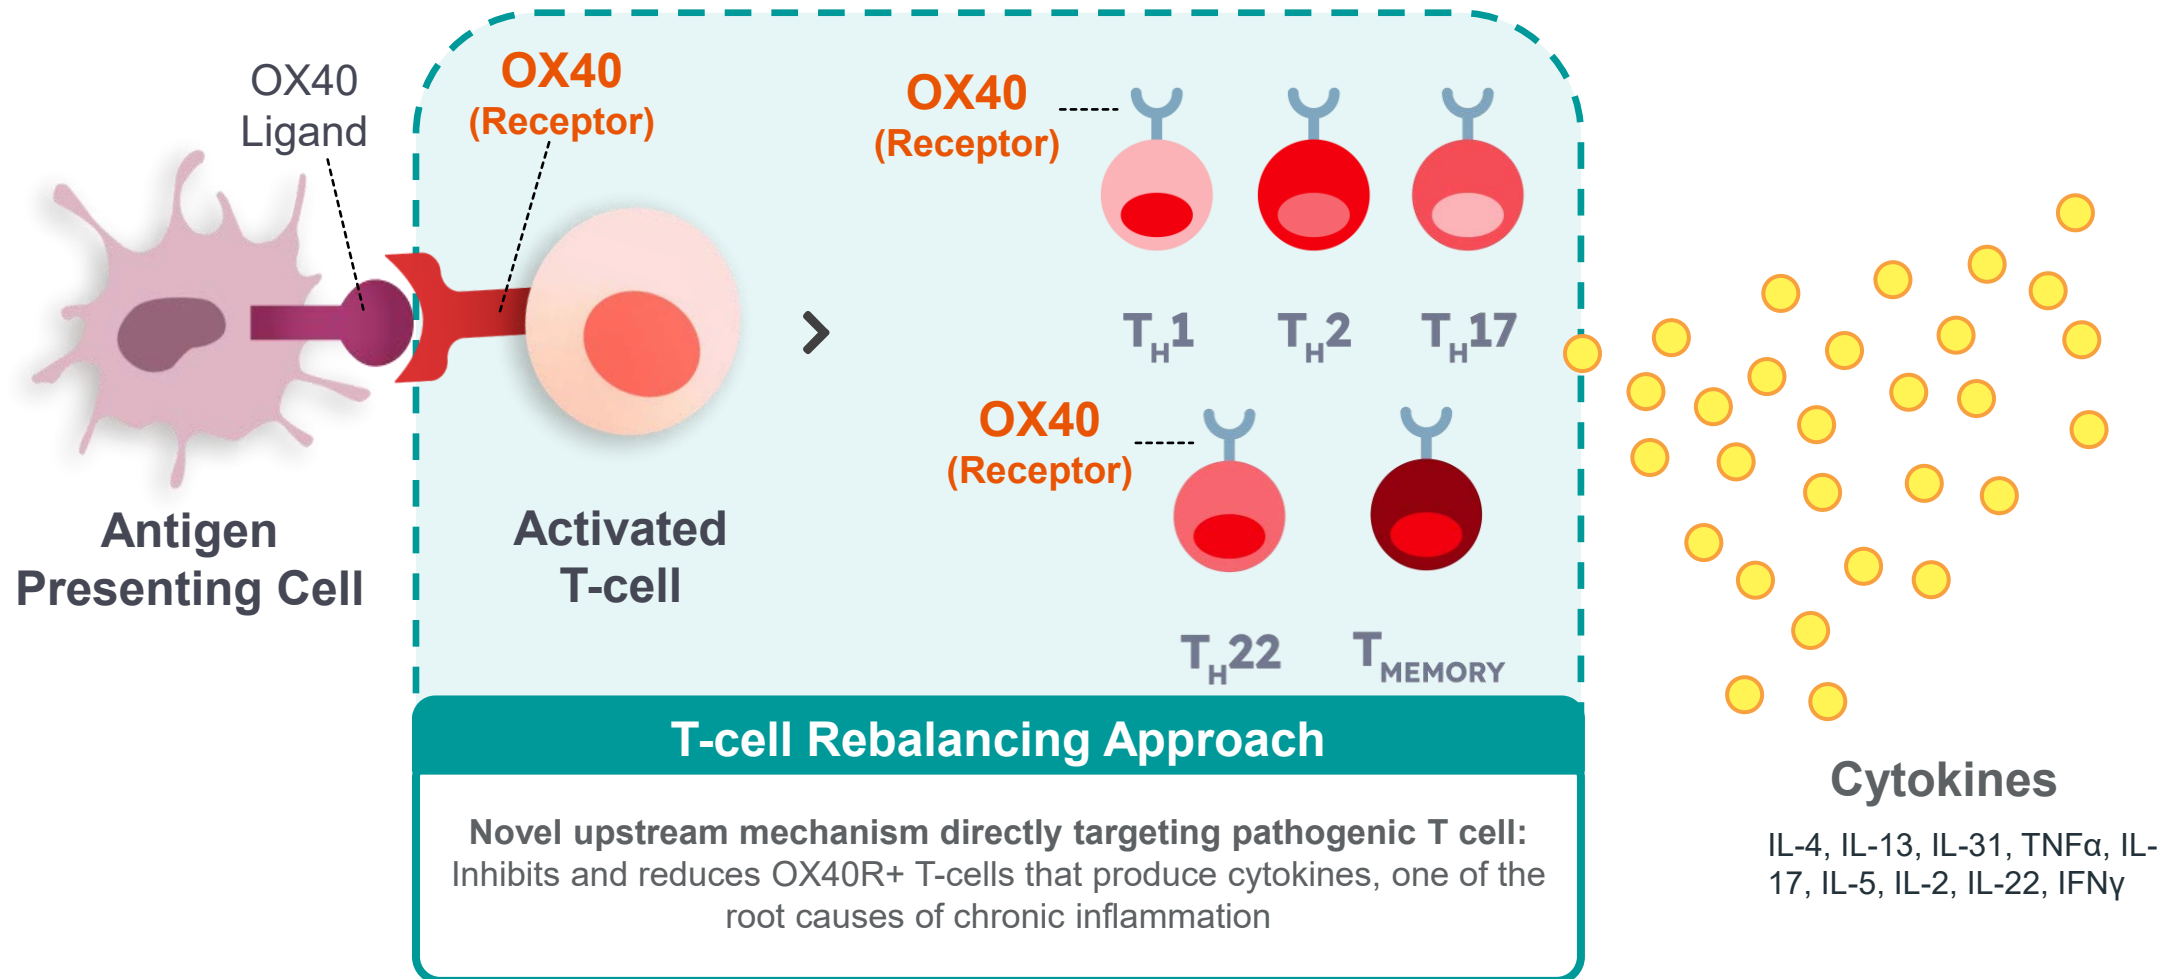 OX40
Ligand
OX40
(Receptor)
OX40
(Receptor)
TH1
TH2
TH17
OX40
(Receptor)
Antigen
Presenting Cell
Activated
T-cell
TH22
TMEMORY
T-cell Rebalancing Approach
Novel upstream mechanism directly targeting pathogenic T cell:
Inhibits and reduces OX40R+ T-cells that produce cytokines, one of the
root causes of chronic inflammation
Cytokines
IL-4, IL-13, IL-31, TNFα, IL-
17, IL-5, IL-2, IL-22, IFNγ